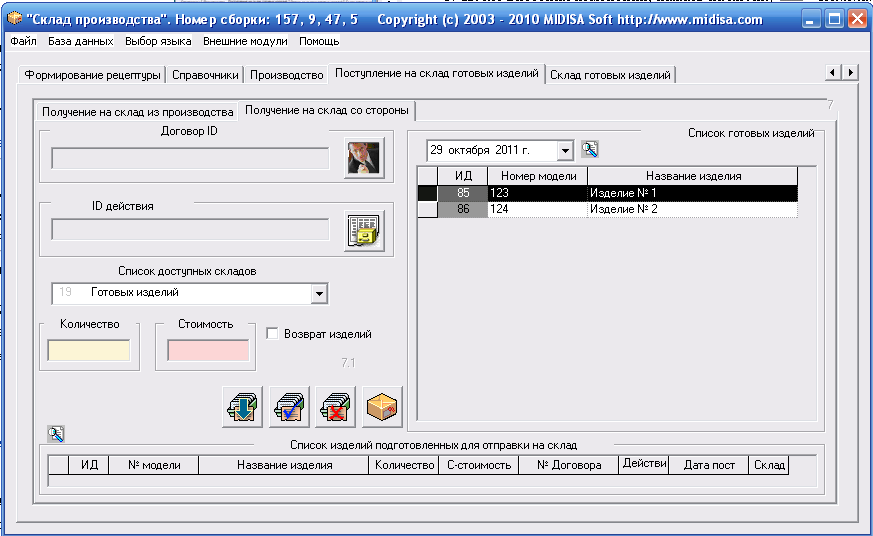 "Склад производства". Номер сборки: 157, 9, 47, 5 Copyright (c) 2003 - 2010 MIDISA Soft http://www.midisa.com
Файл База данных Выбор языка Внешние модули Помощь
Формирование рецептуры Справочники Производство Поступление на склад готовых изделий Склад готовых изделий
Получение на склад из производства Получение на склад со стороны 7
Договор ID
Список готовых изделий
29 октября 2011 г.
ИД Номер модели Название изделия
85 123 Изделие № 1
86 124 Изделие № 2
ID действия
Список доступных складов
19 Готовых изделий
Количество Стоимость Возврат изделий
7.1
Список изделий подготовленных для отправки на склад
ИД № модели Название изделия Количество С-стоимость № Договора Действи Дата пост Склад